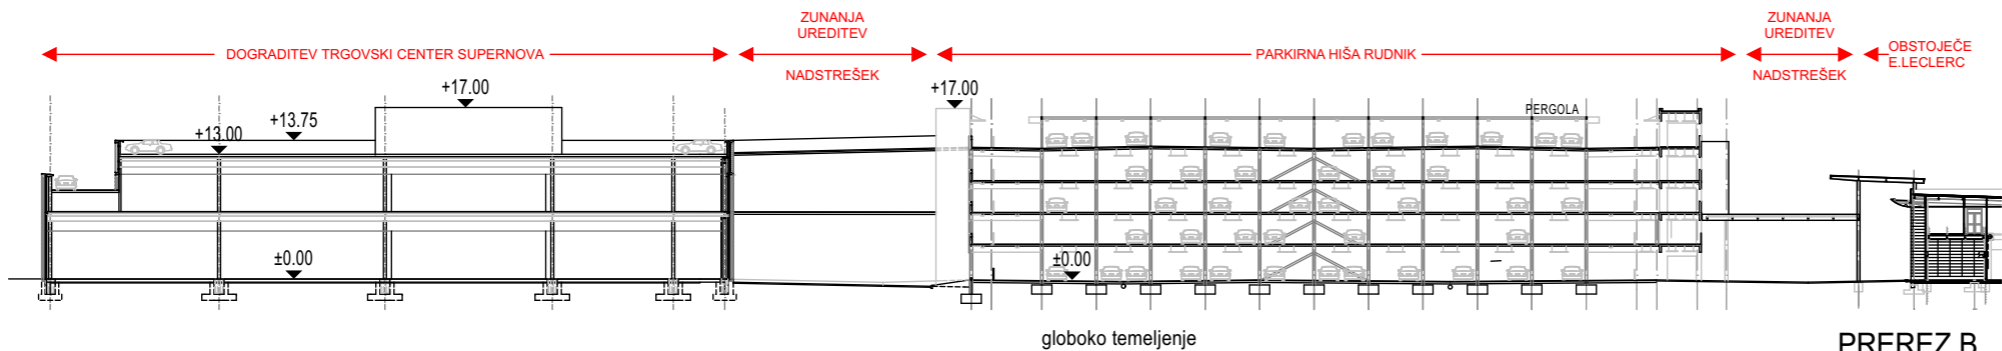 ZUNANJA
UREDITEV
ZUNANJA
UREDITEV
DOGRADITEV TRGOVSKI CENTER SUPERNOVA
PARKIRNA HIŠA RUDNIK
OBSTOJEČE
E.LECLERC
NADSTREŠEK
NADSTREŠEK
+17.00
+17.00
+13.75
+13.00
PERGOLA
±0.00
±0.00
globoko temeljenje
PREREZ B